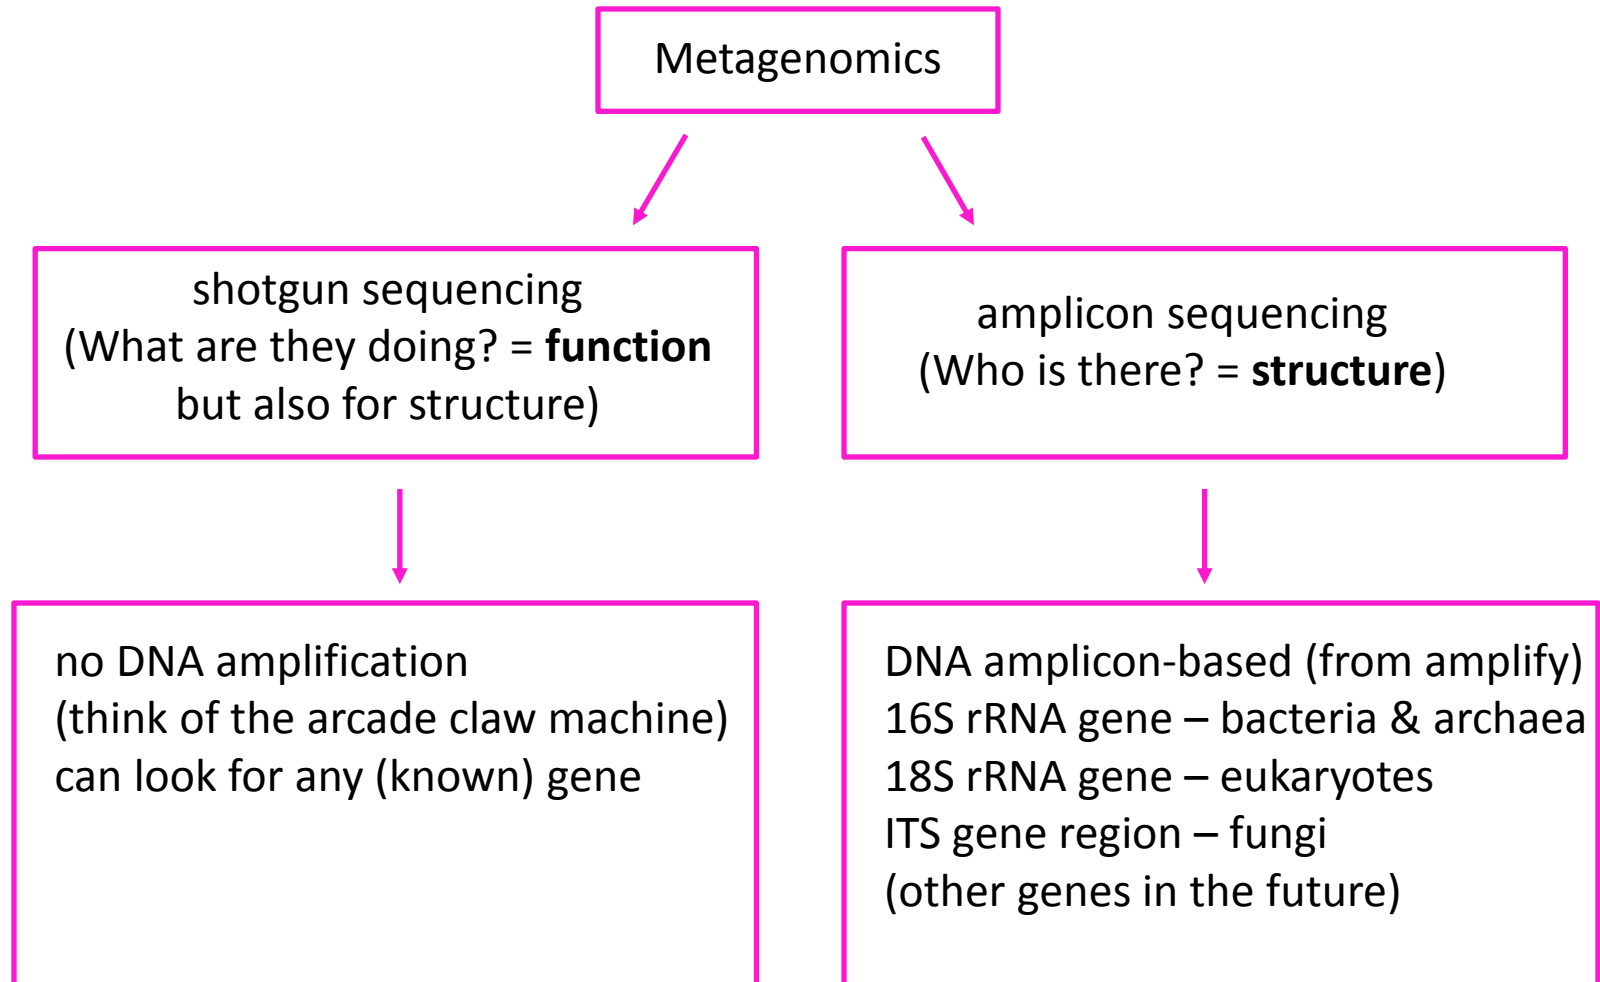 Metagenomics
shotgun sequencing
(What are they doing? = function
but also for structure)
amplicon sequencing
(Who is there? = structure)
no DNA amplification
(think of the arcade claw machine)
can look for any (known) gene
DNA amplicon-based (from amplify)
16S rRNA gene – bacteria & archaea
18S rRNA gene – eukaryotes
ITS gene region – fungi
(other genes in the future)